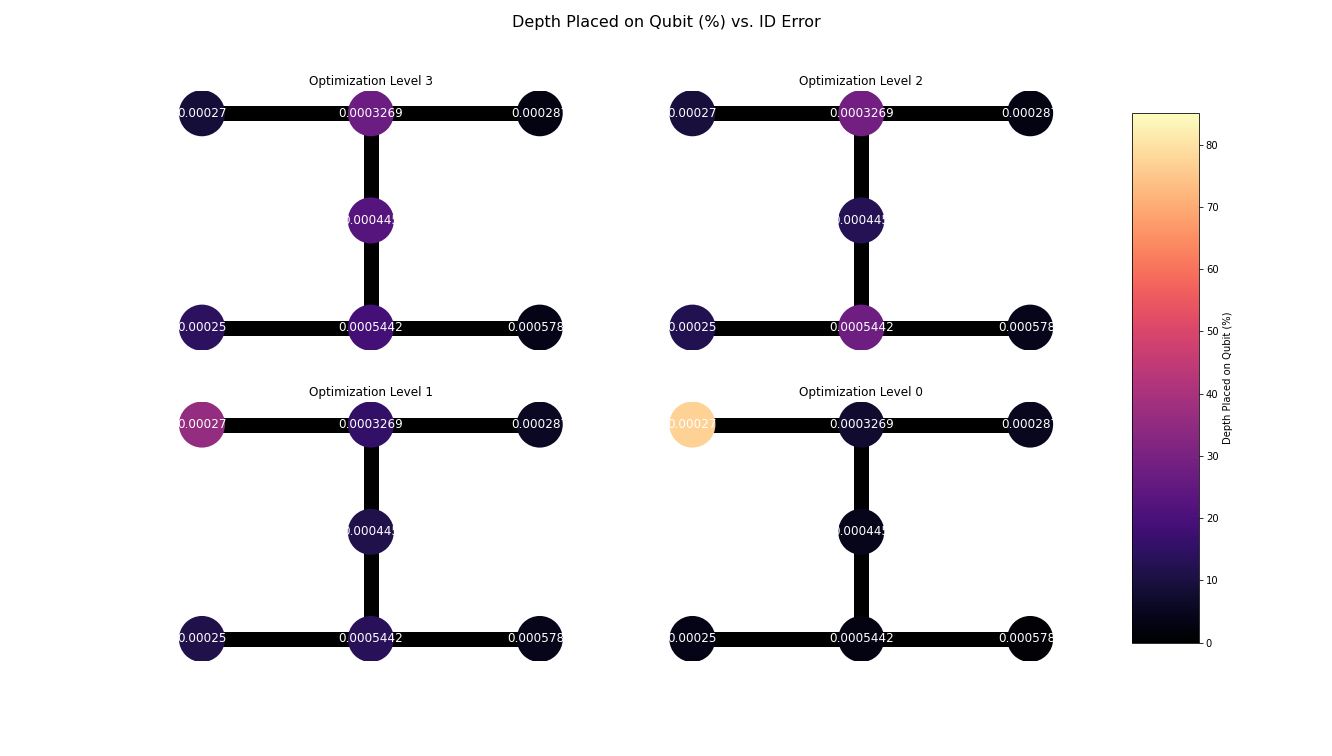 Depth Placed on Qubit (%) vs. ID Error
Optimization Level 3
0.00027 0.0003269 0.00028
0.00044
0.00025 0.0005442 0.000578
Optimization Level 2
0.00027 0.0003269 0.00028
0.00044
0.00025 0.0005442 0.000578
Optimization Level 1
0.00027 0.0003269 0.00028
0.00044
0.00025 0.0005442 0.000578
Optimization Level 0
0.00027 0.0003269 0.00028
0.00044
0.00025 0.0005442 0.000578
80
70
60
50
40
30
20
10
0
Depth Placed on Qubit (%)